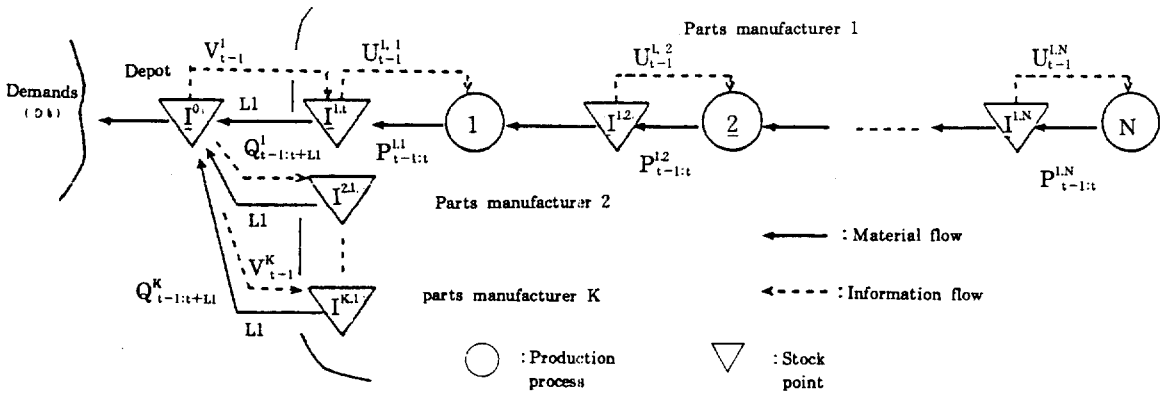 Parts manufacturer 1
V^1_{t-1}
U^{1,1}_{t-1}
U^{1,2}_{t-1}
U^{1.N}_{t-1}
Depot
Demands
L1
I^{0.}
I^{1.1}
1
I^{1.2.}
2
I^{1.N}
N
Q^1_{t-1:t+L1}
P^{1.1}_{t-1:t}
P^{1.2}_{t-1:t}
P^{1.N}_{t-1:t}
I^{2.1.}
Parts manufacturer 2
L1
: Material flow
V^K_{t-1}
Q^K_{t-1:t+L1}
I^{K.1}
parts manufacturer K
: Information flow
L1
: Production
process
: Stock
point